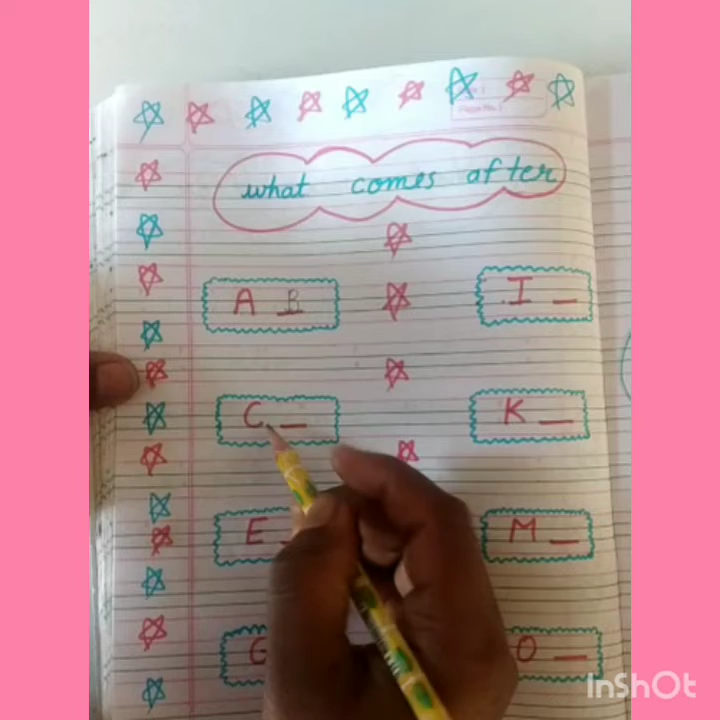 what comes after
A B
I _
C _
K _
E _
M _
G
O _
InShOt